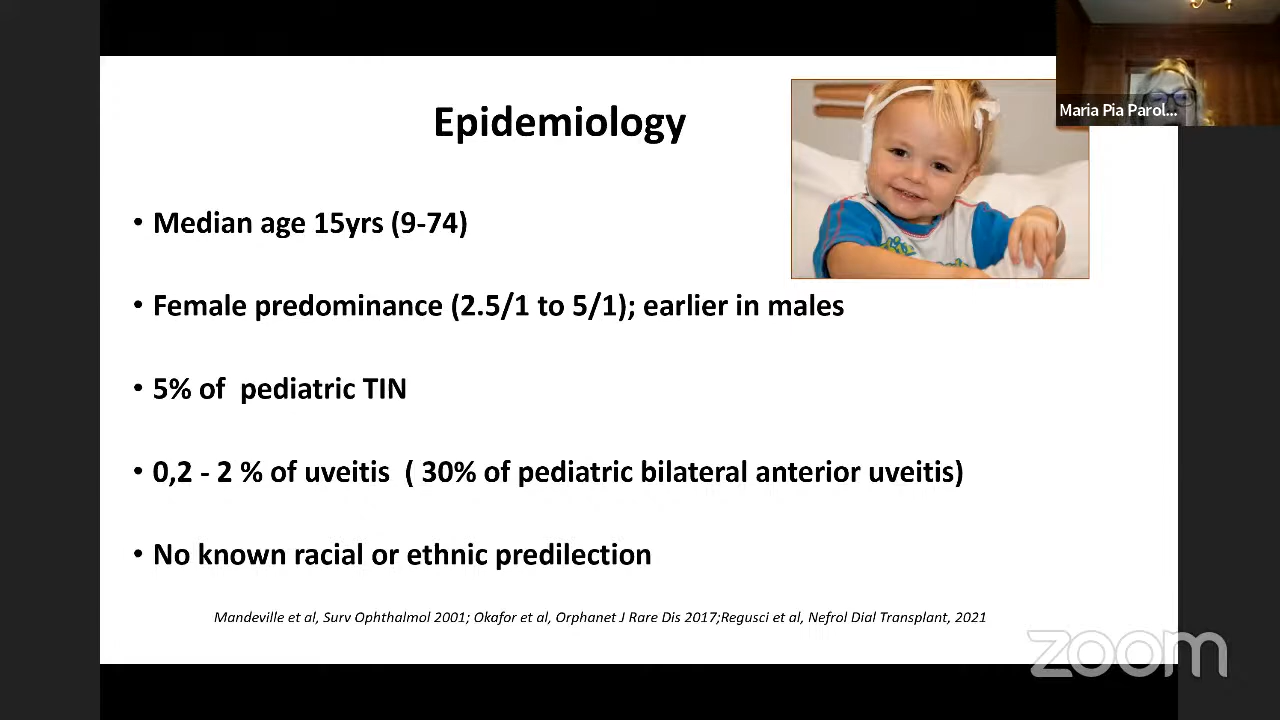 Maria Pia Parol...
Epidemiology
• Median age 15yrs (9-74)
• Female predominance (2.5/1 to 5/1); earlier in males
• 5% of  pediatric TIN
• 0,2 - 2 % of uveitis  ( 30% of pediatric bilateral anterior uveitis)
• No known racial or ethnic predilection
Mandeville et al, Surv Ophthalmol 2001; Okafor et al, Orphanet J Rare Dis 2017;Regusci et al, Nefrol Dial Transplant, 2021
zoom